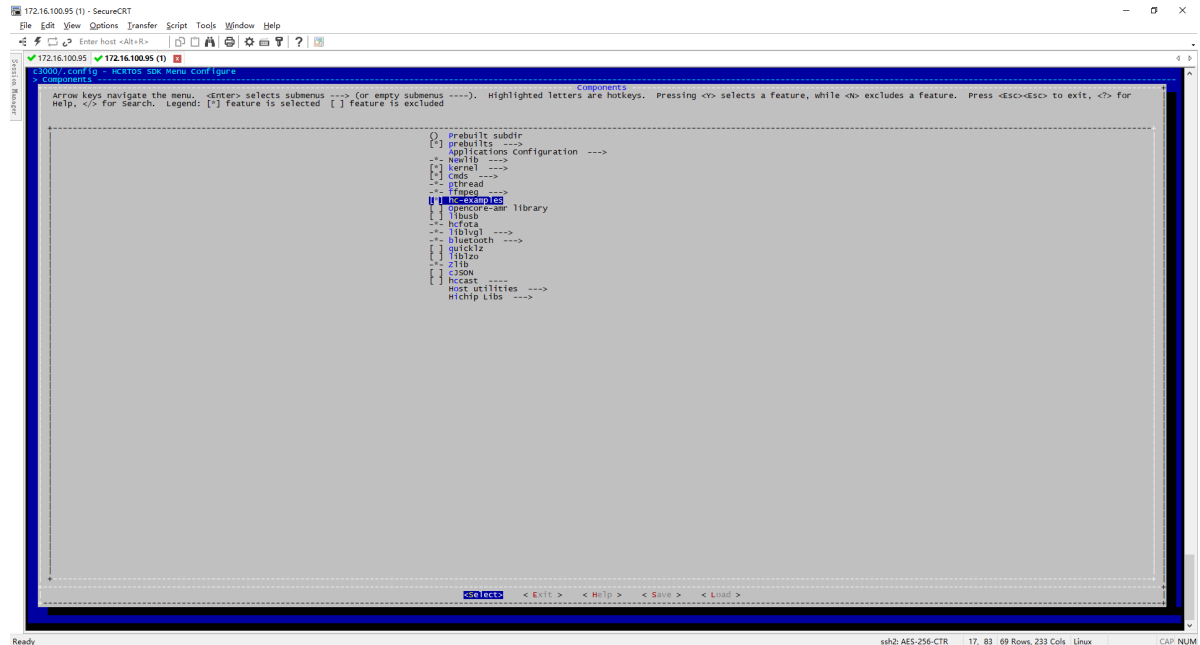 172.16.100.95 (1) - SecureCRT
File Edit View Options Transfer Script Tools Window Help
Enter host <Alt+R>
172.16.100.95 172.16.100.95 (1)
Session Manager
c3000/.config - HCRTOS SDK Menu Configure
> Components
Components
Arrow keys navigate the menu. <Enter> selects submenus ---> (or empty submenus ----). Highlighted letters are hotkeys. Pressing <Y> selects a feature, while <N> excludes a feature. Press <Esc><Esc> to exit, <?> for
Help, </> for Search. Legend: [*] feature is selected [ ] feature is excluded
() Prebuilt subdir
[*] prebuilts --->
Applications Configuration --->
-*- Newlib --->
[*] kernel --->
[*] Cmds --->
-*- pthread
-*- ffmpeg --->
[*] hc-examples
[ ] Opencore-amr library
[ ] libusb
-*- hcfota
-*- liblvgl --->
-*- bluetooth --->
[ ] quicklz
[ ] liblzo
-*- Zlib
[ ] cJSON
[ ] hccast ----
Host utilities --->
Hichip Libs --->
<Select> < Exit > < Help > < Save > < Load >
Ready ssh2: AES-256-CTR 17, 83 69 Rows, 233 Cols Linux CAP NUM